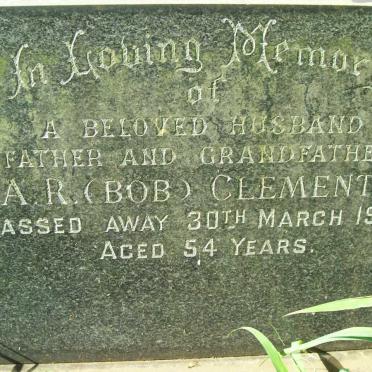 In Loving Memor
of
A BELOVED HUSBAND
FATHER AND GRANDFATHE
A.R. (BOB) CLEMENT
ASSED AWAY 30TH MARCH 19
AGED 54 YEARS.